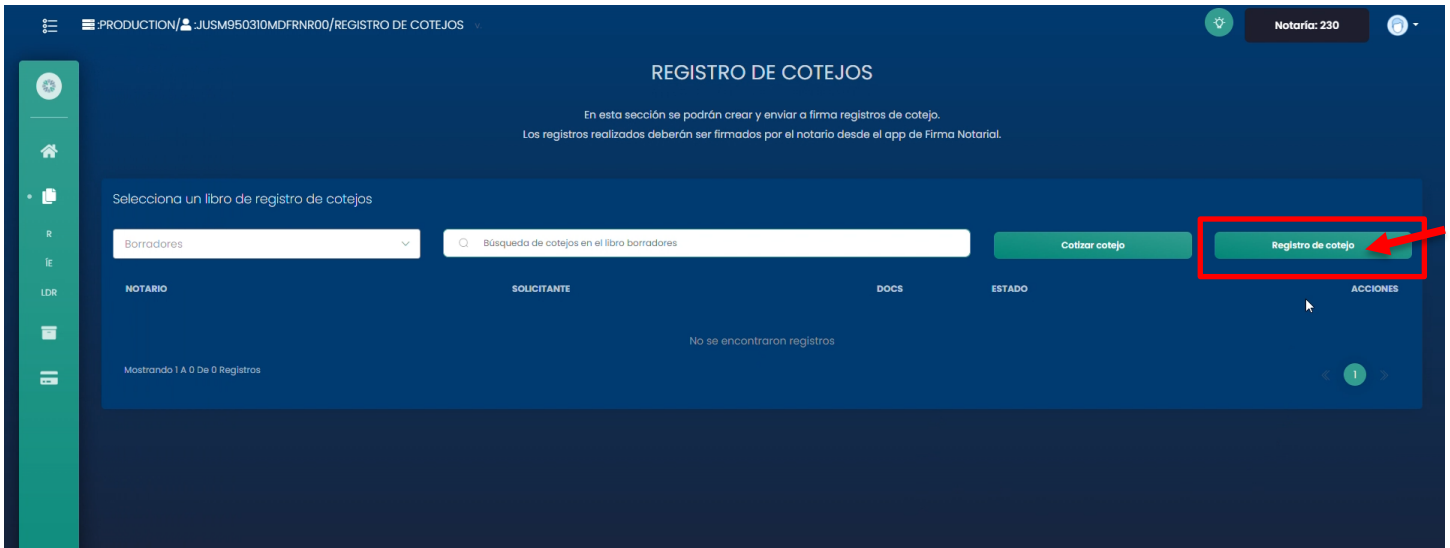 :PRODUCTION/ :JUSM950310MDFRNR00/REGISTRO DE COTEJOS v.
Notaría: 230
REGISTRO DE COTEJOS
En esta sección se podrán crear y enviar a firma registros de cotejo.
Los registros realizados deberán ser firmados por el notario desde el app de Firma Notarial.
Selecciona un libro de registro de cotejos
Borradores
Búsqueda de cotejos en el libro borradores
Cotizar cotejo
Registro de cotejo
R
ÍE
LDR
NOTARIO SOLICITANTE DOCS ESTADO ACCIONES
No se encontraron registros
Mostrando 1 A 0 De 0 Registros
< 1 >